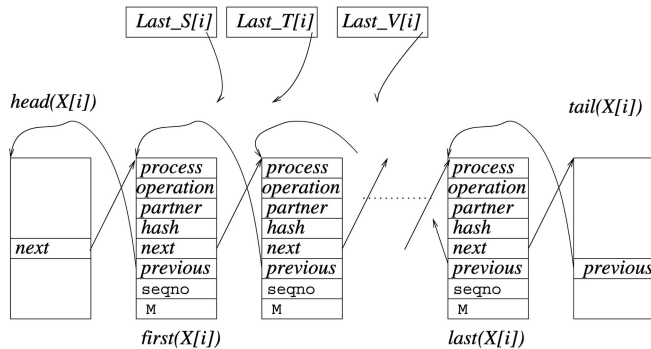 Last_S[i]
Last_T[i]
Last_V[i]
head(X[i])
tail(X[i])
next
process
operation
partner
hash
next
previous
seqno
M
first(X[i])
process
operation
partner
hash
next
previous
seqno
M
process
operation
partner
hash
next
previous
seqno
M
last(X[i])
previous